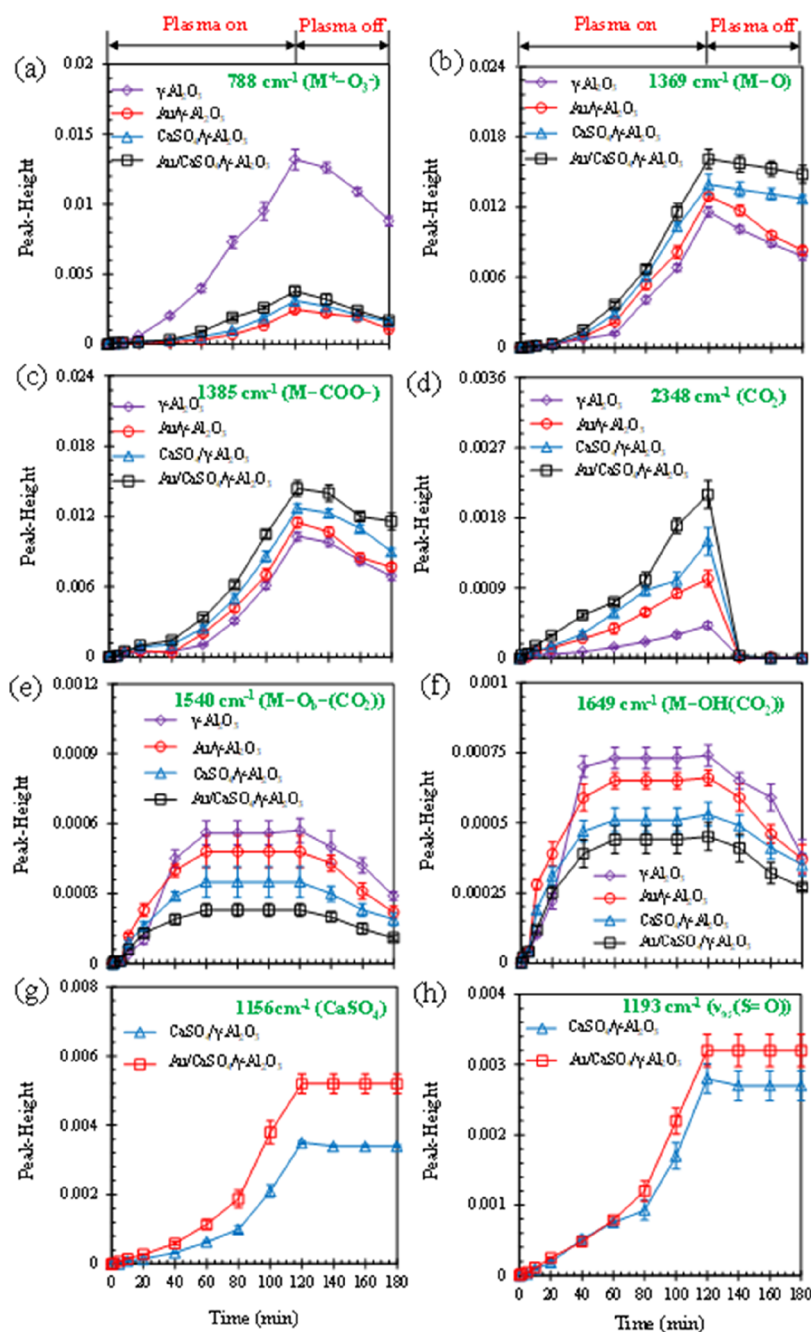 Plasma on Plasma off Plasma on Plasma off
(a)
0.02
788 cm⁻¹ (M⁺−O₃⁻)
γ-Al₂O₃
Au/γ-Al₂O₃
CaSO₄/γ-Al₂O₃
Au/CaSO₄/γ-Al₂O₃
0.015
0.01
0.005
0
Peak-Height
(b)
0.024
1369 cm⁻¹ (M−O)
γ-Al₂O₃
Au/γ-Al₂O₃
CaSO₄/γ-Al₂O₃
Au/CaSO₄/γ-Al₂O₃
0.018
0.012
0.006
0
Peak-Height
(c)
0.024
1385 cm⁻¹ (M−COO−)
γ-Al₂O₃
Au/γ-Al₂O₃
CaSO₄/γ-Al₂O₃
Au/CaSO₄/γ-Al₂O₃
0.018
0.012
0.006
0
Peak-Height
(d)
0.0036
2348 cm⁻¹ (CO₂)
γ-Al₂O₃
Au/γ-Al₂O₃
CaSO₄/γ-Al₂O₃
Au/CaSO₄/γ-Al₂O₃
0.0027
0.0018
0.0009
0
Peak-Height
(e)
0.0012
1540 cm⁻¹ (M−O_b−(CO₂))
γ-Al₂O₃
Au/γ-Al₂O₃
CaSO₄/γ-Al₂O₃
Au/CaSO₄/γ-Al₂O₃
0.0009
0.0006
0.0003
0
Peak-Height
(f)
0.001
1649 cm⁻¹ (M−OH(CO₂))
0.00075
0.0005
0.00025
0
γ-Al₂O₃
Au/γ-Al₂O₃
CaSO₄/γ-Al₂O₃
Au/CaSO₄/γ-Al₂O₃
Peak-Height
(g)
0.008
1156cm⁻¹ (CaSO₄)
CaSO₄/γ-Al₂O₃
Au/CaSO₄/γ-Al₂O₃
0.006
0.004
0.002
0
Peak-Height
0 20 40 60 80 100 120 140 160 180
Time (min)
(h)
0.004
1193 cm⁻¹ (νₐₛ(S=O))
CaSO₄/γ-Al₂O₃
Au/CaSO₄/γ-Al₂O₃
0.003
0.002
0.001
0
Peak-Height
0 20 40 60 80 100 120 140 160 180
Time (min)